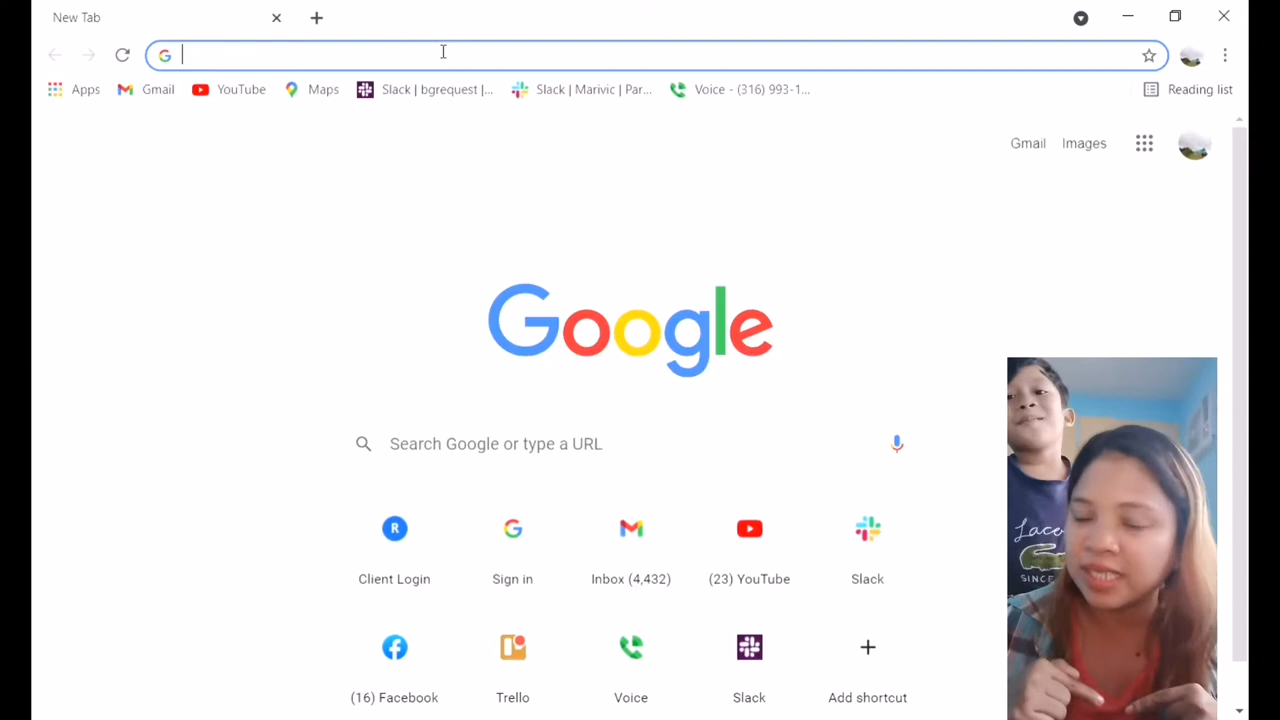 New Tab
Apps Gmail YouTube Maps Slack | bgrequest |... Slack | Marivic | Par... Voice - (316) 993-1... Reading list
Gmail Images
Google
Search Google or type a URL
R
Client Login Sign in Inbox (4,432) (23) YouTube Slack
(16) Facebook Trello Voice Slack Add shortcut
Laco
SINCE